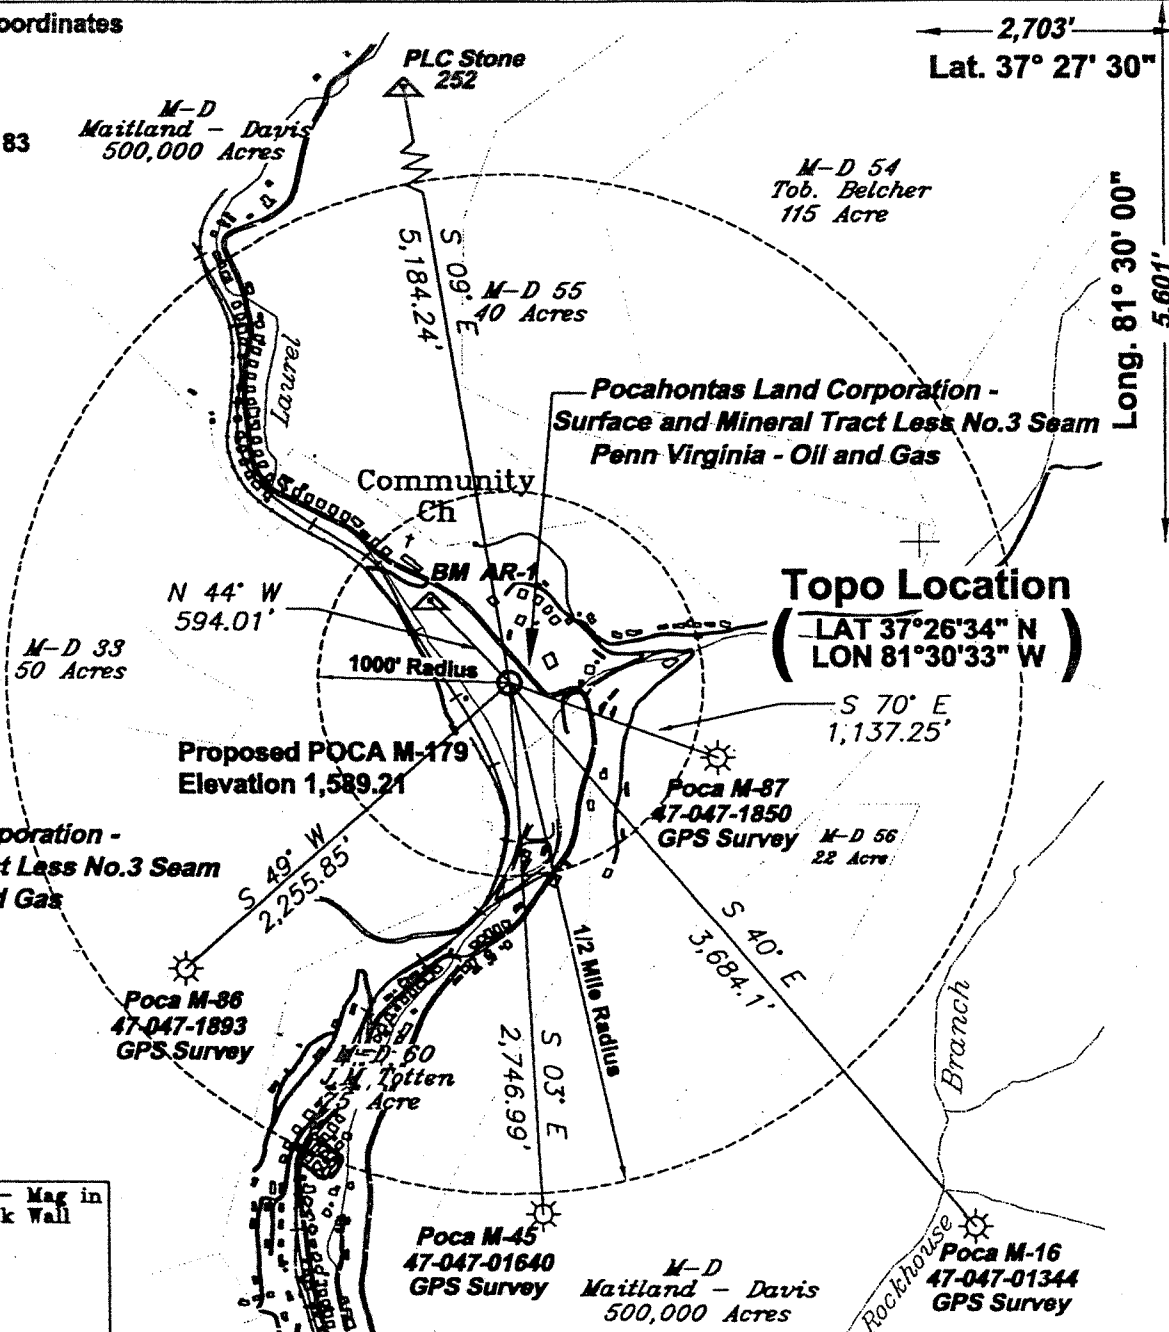 oordinates
2,703'
Lat. 37° 27' 30"
PLC Stone
252
M-D
Maitland - Davis
500,000 Acres
83
M-D 54
Tob. Belcher
115 Acre
Long. 81° 30' 00"
5,601'
S 09° E
5,184.24'
M-D 55
40 Acres
Laurel
Pocahontas Land Corporation -
Surface and Mineral Tract Less No.3 Seam
Penn Virginia - Oil and Gas
Community
Ch
BM AR-1
N 44° W
594.01'
Topo Location
( LAT 37°26'34" N
LON 81°30'33" W )
M-D 33
50 Acres
1000' Radius
S 70° E
1,137.25'
Proposed POCA M-179
Elevation 1,589.21
Poca M-87
47-047-1850
GPS Survey
M-D 56
22 Acre
poration -
ct Less No.3 Seam
d Gas
S 49° W
2,255.85'
S 40° E
3,684.1'
1/2 Mile Radius
Poca M-86
47-047-1893
GPS Survey
S 03° E
2,746.99'
M-D 60
J.M. Totten
75 Acre
Branch
- Mag in
k Wall
Poca M-45
47-047-01640
GPS Survey
M-D
Maitland - Davis
500,000 Acres
Rockhouse
Poca M-16
47-047-01344
GPS Survey